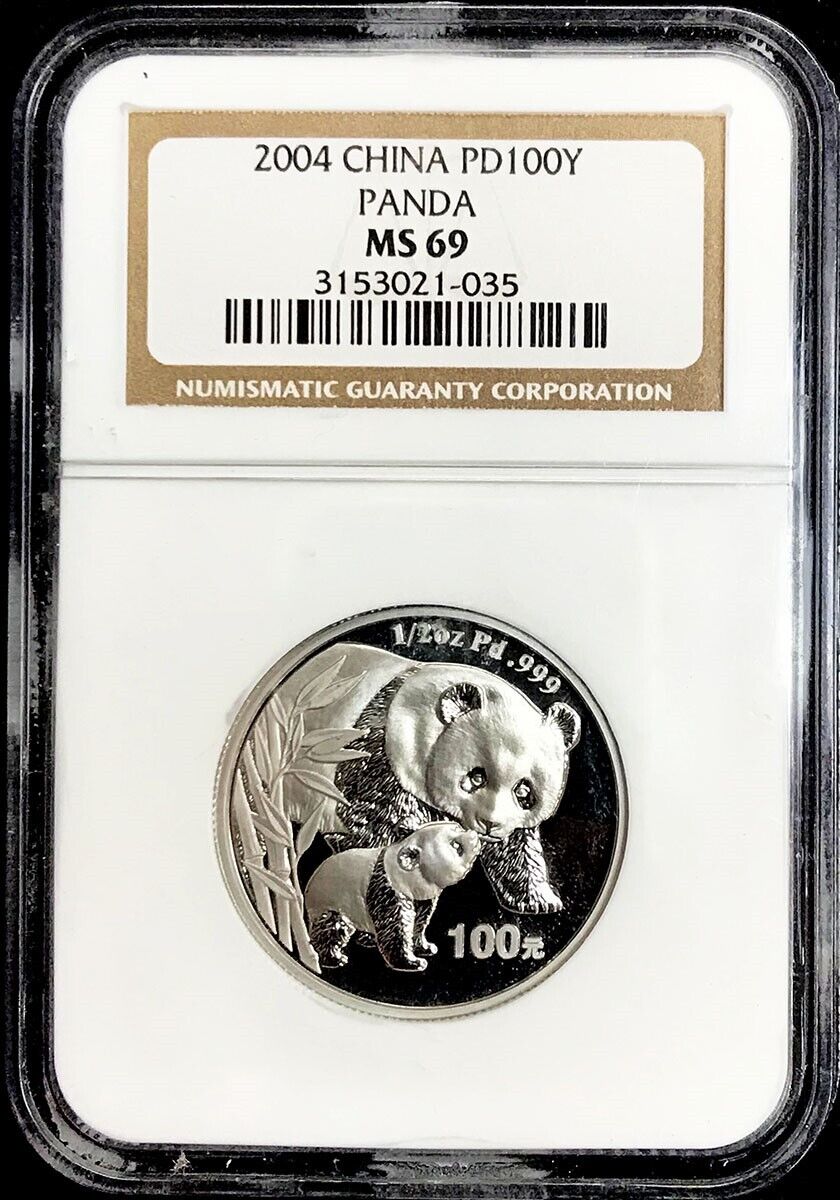 2004 CHINA PD100Y
PANDA
MS 69
3153021-035
NUMISMATIC GUARANTY CORPORATION
1/2oz Pd .999
100元